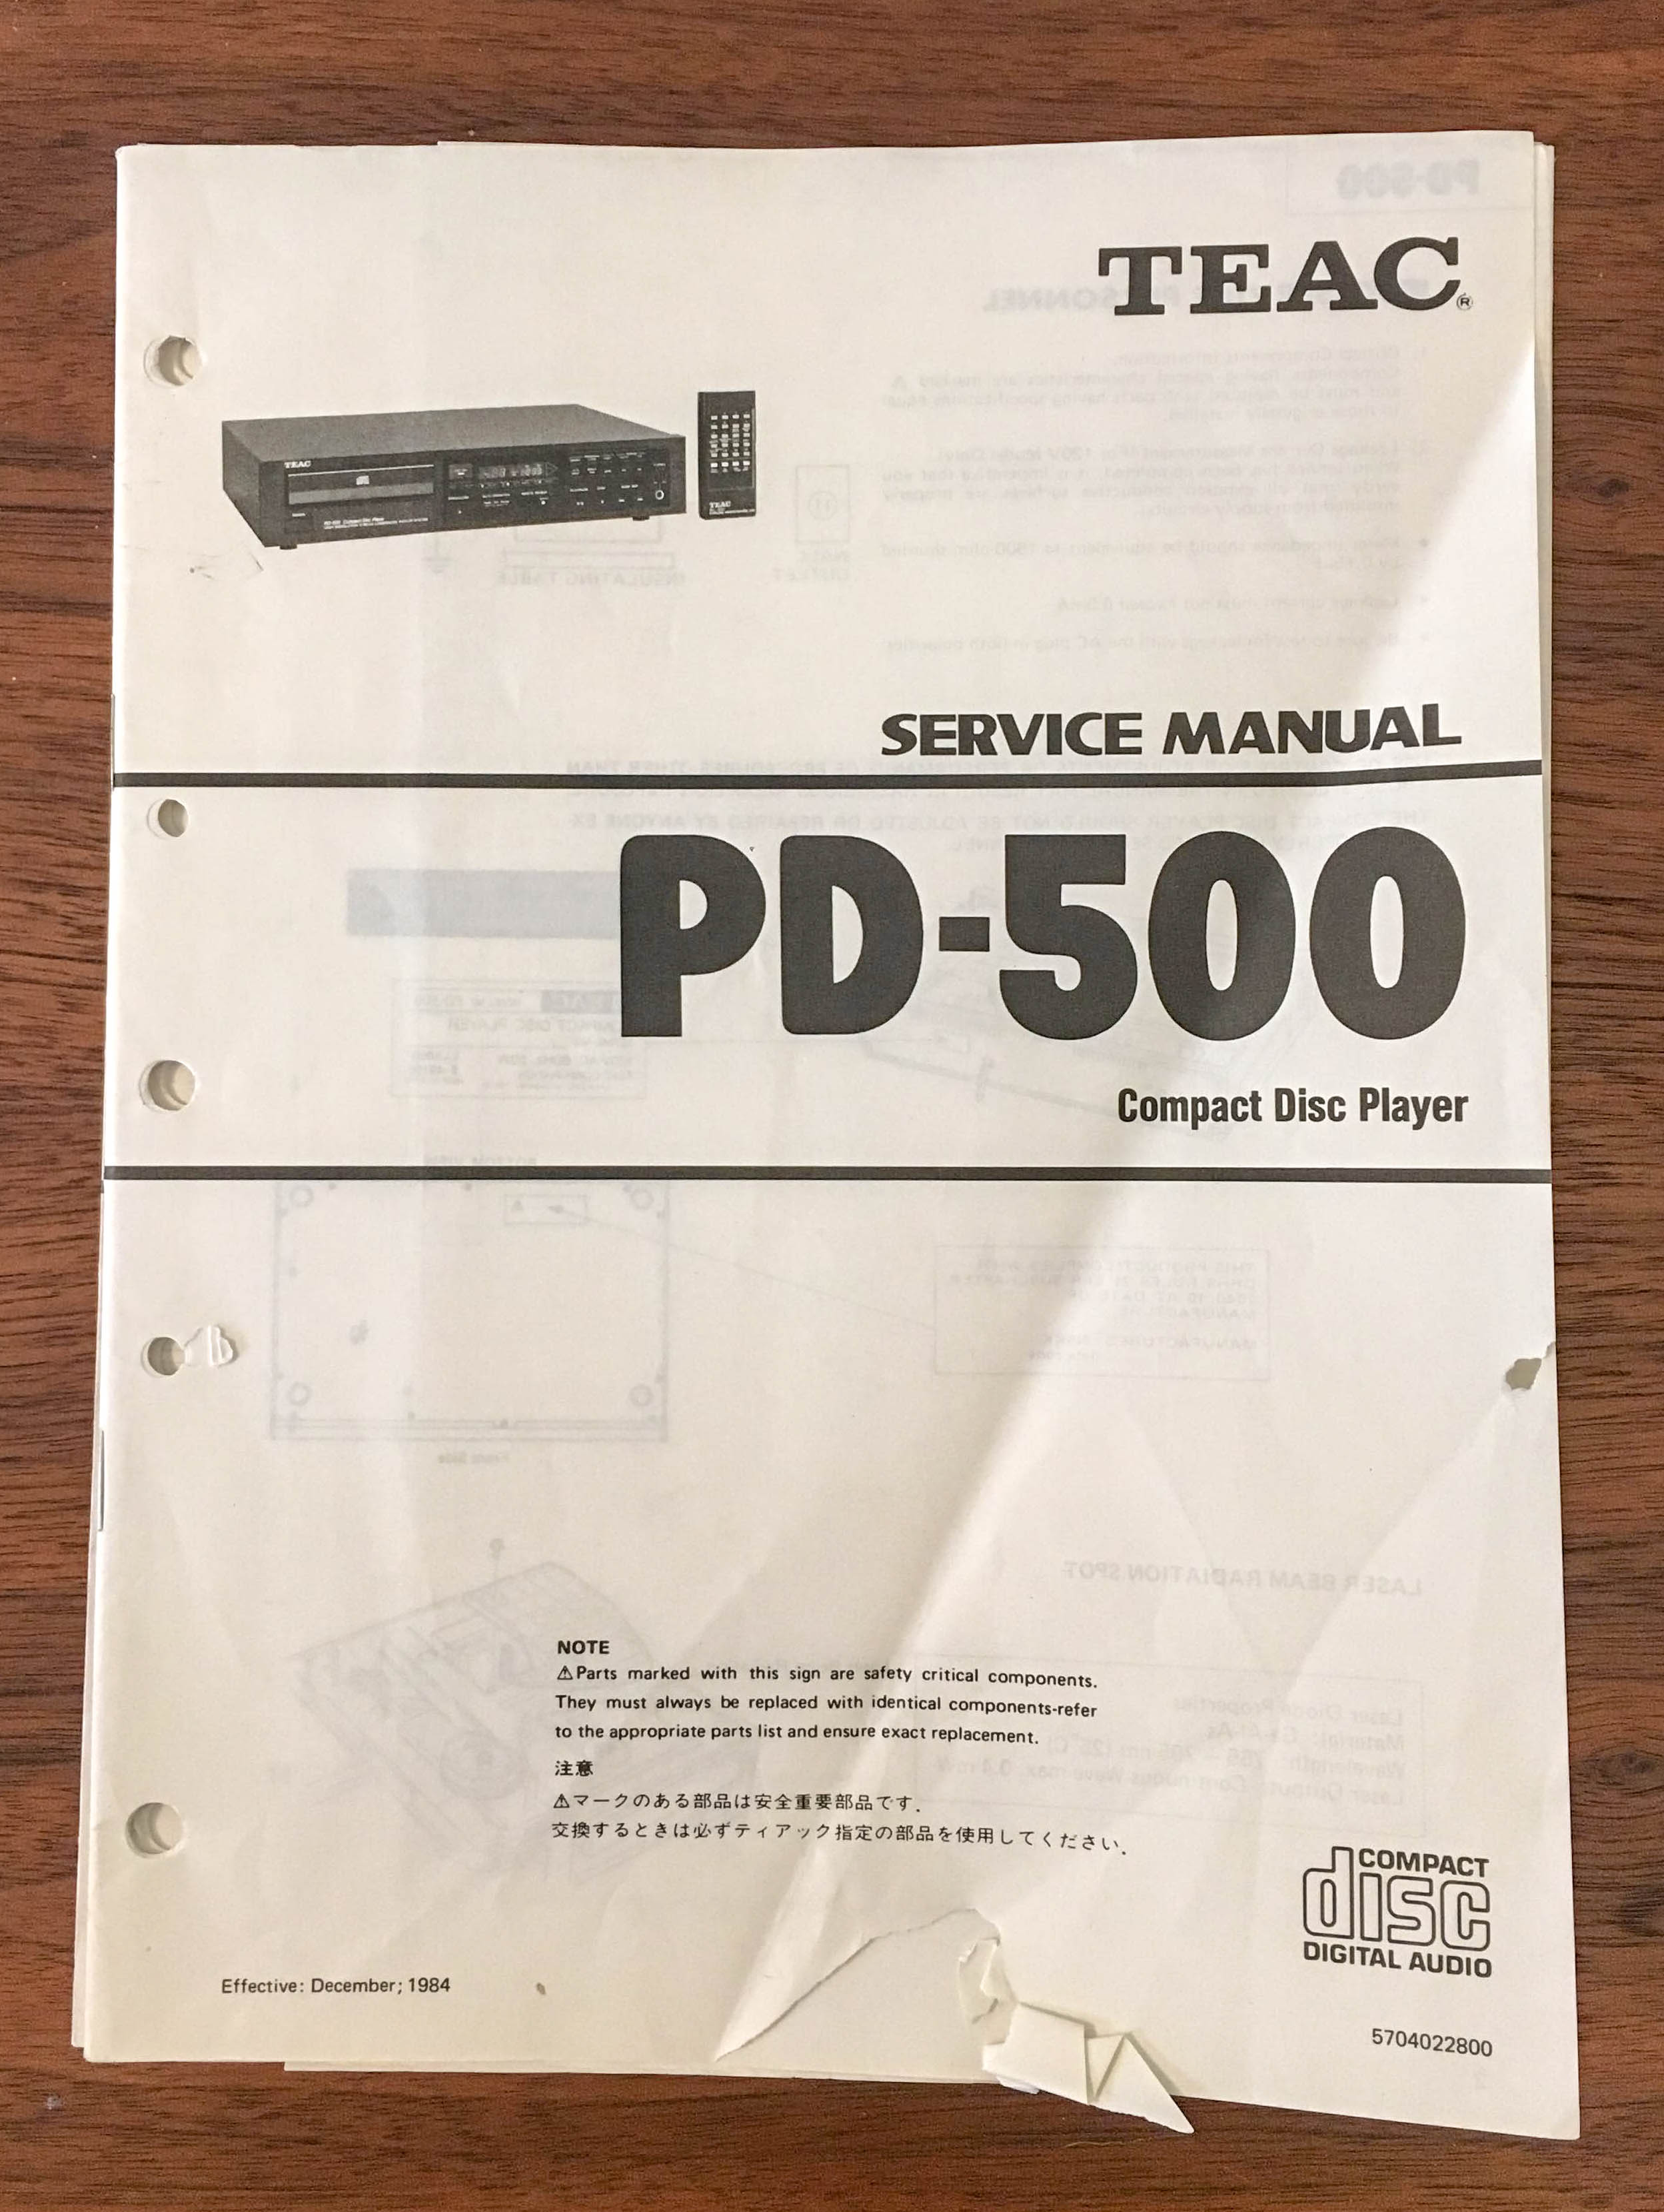 TEAC®
TEAC
TEAC
SERVICE MANUAL
PD-500
Compact Disc Player
NOTE
⚠Parts marked with this sign are safety critical components.
They must always be replaced with identical components-refer
to the appropriate parts list and ensure exact replacement.
注意
⚠マークのある部品は安全重要部品です.
交換するときは必ずティアック指定の部品を使用してください.
COMPACT
disc
DIGITAL AUDIO
Effective: December; 1984
5704022800